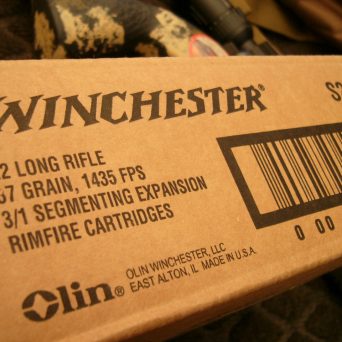 WINCHESTER®
S2
2 LONG RIFLE
37 GRAIN, 1435 FPS
3/1 SEGMENTING EXPANSION
RIMFIRE CARTRIDGES
0 00
Olin®
OLIN WINCHESTER, LLC
EAST ALTON, IL MADE IN U.S.A.